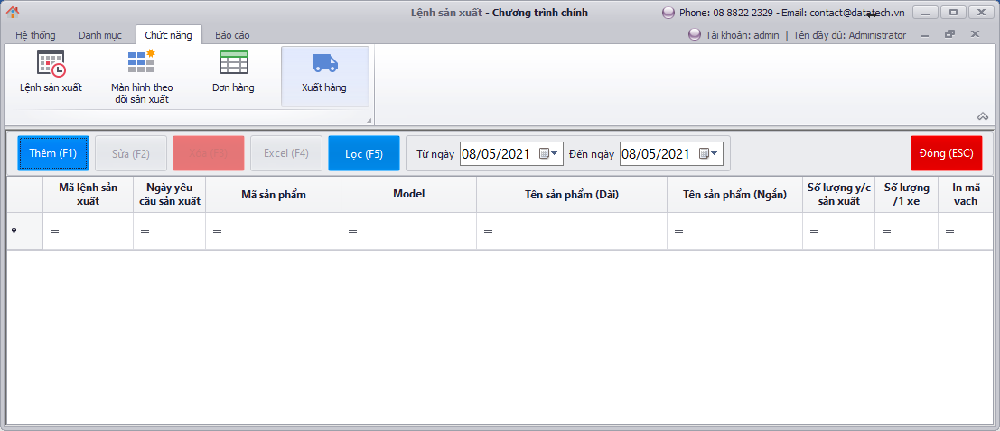 Lệnh sản xuất - Chương trình chính
Phone: 08 8822 2329 - Email: contact@datatech.vn
Hệ thống Danh mục Chức năng Báo cáo
Tài khoản: admin | Tên đầy đủ: Administrator
Lệnh sản xuất
Màn hình theo
dõi sản xuất
Đơn hàng
Xuất hàng
Thêm (F1) Sửa (F2) Xóa (F3) Excel (F4) Lọc (F5) Từ ngày 08/05/2021 Đến ngày 08/05/2021 Đóng (ESC)
Mã lệnh sản
xuất
Ngày yêu
cầu sản xuất
Mã sản phẩm
Model
Tên sản phẩm (Dài)
Tên sản phẩm (Ngắn)
Số lượng y/c
sản xuất
Số lượng
/1 xe
In mã
vạch
= = = = = = = = =